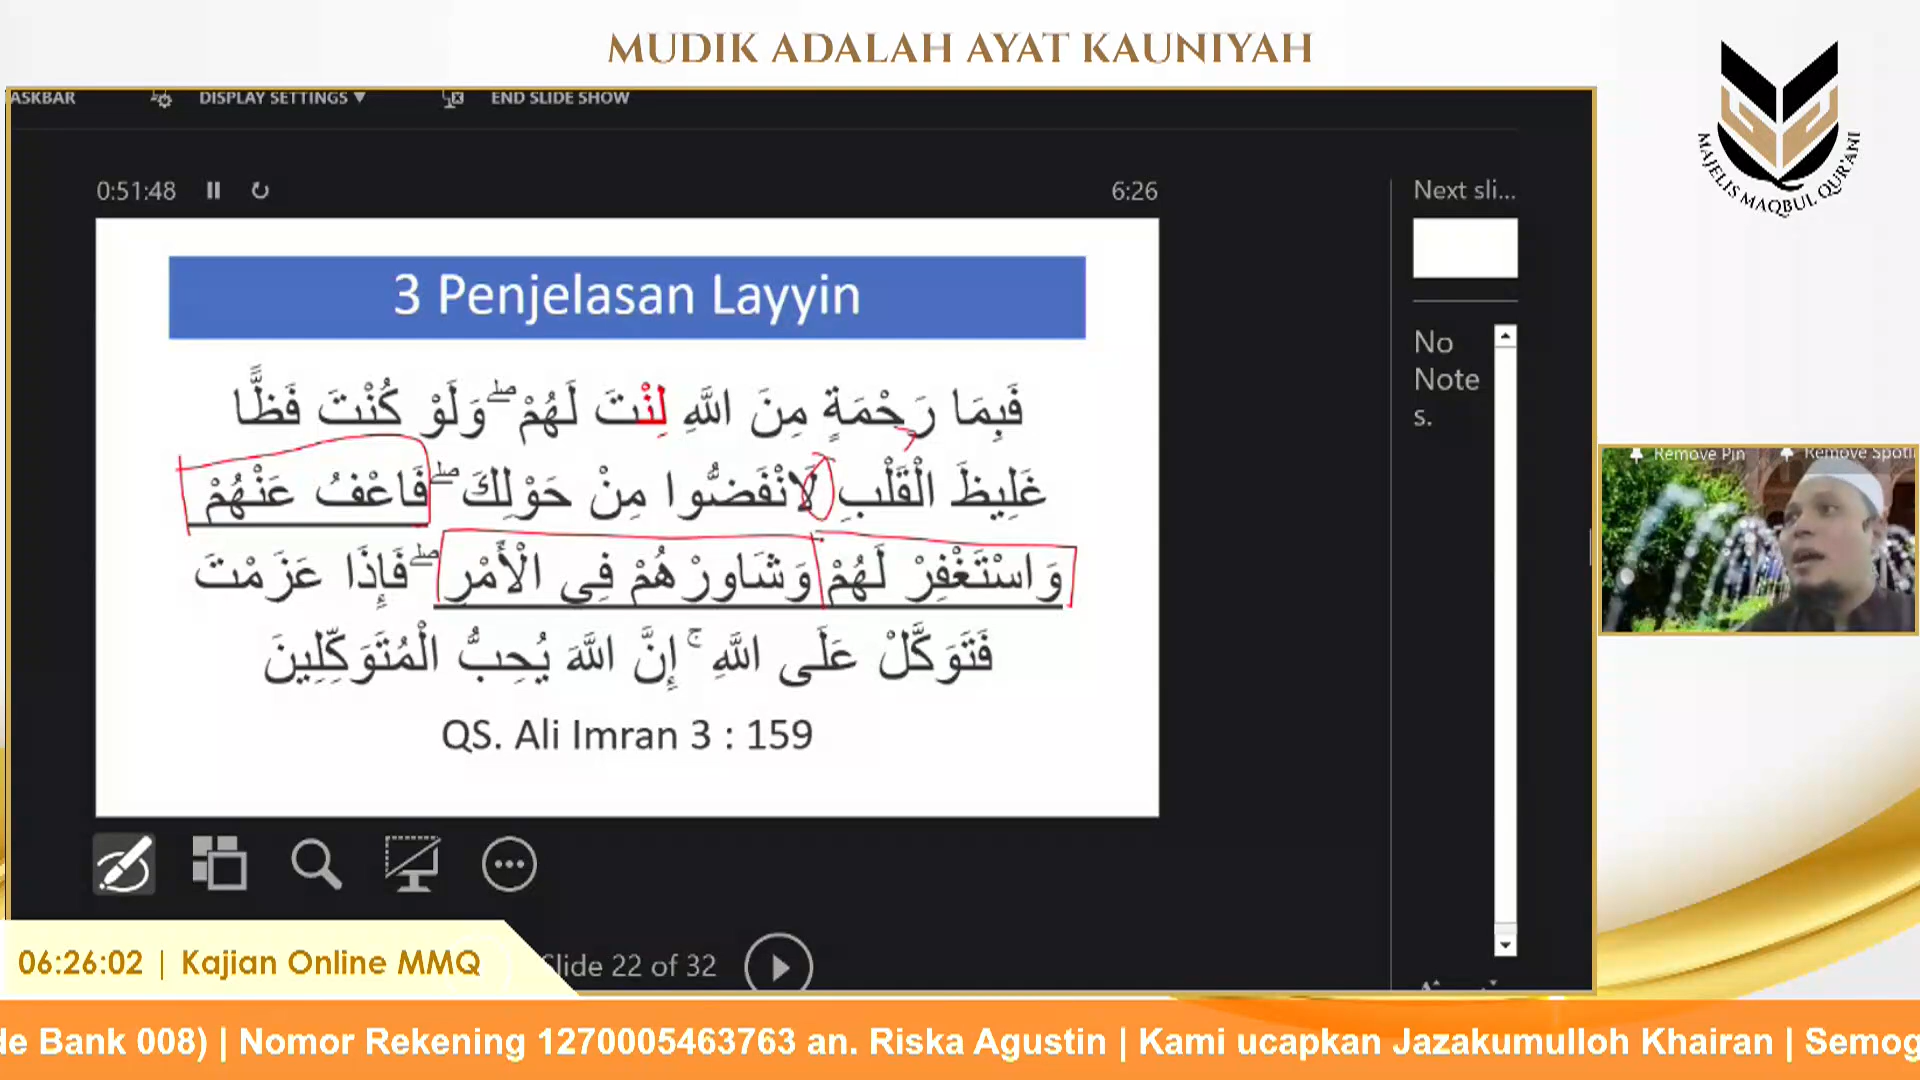 MUDIK ADALAH AYAT KAUNIYAH
ASKBAR
DISPLAY SETTINGS ▼
END SLIDE SHOW
0:51:48
6:26
Next sli...
3 Penjelasan Layyin
فَبِمَا رَحْمَةٍ مِنَ اللَّهِ لِنْتَ لَهُمْ ۖ وَلَوْ كُنْتَ فَظًّا
غَلِيظَ الْقَلْبِ لَانْفَضُّوا مِنْ حَوْلِكَ ۖ فَاعْفُ عَنْهُمْ
وَاسْتَغْفِرْ لَهُمْ وَشَاوِرْهُمْ فِي الْأَمْرِ ۖ فَإِذَا عَزَمْتَ
فَتَوَكَّلْ عَلَى اللَّهِ ۚ إِنَّ اللَّهَ يُحِبُّ الْمُتَوَكِّلِينَ
QS. Ali Imran 3 : 159
No
Note
s.
MAJELIS MAQBUL QUR'ANI
Remove Pin
Remove Spotli
Slide 22 of 32
06:26:02 | Kajian Online MMQ
de Bank 008) | Nomor Rekening 1270005463763 an. Riska Agustin | Kami ucapkan Jazakumulloh Khairan | Semog